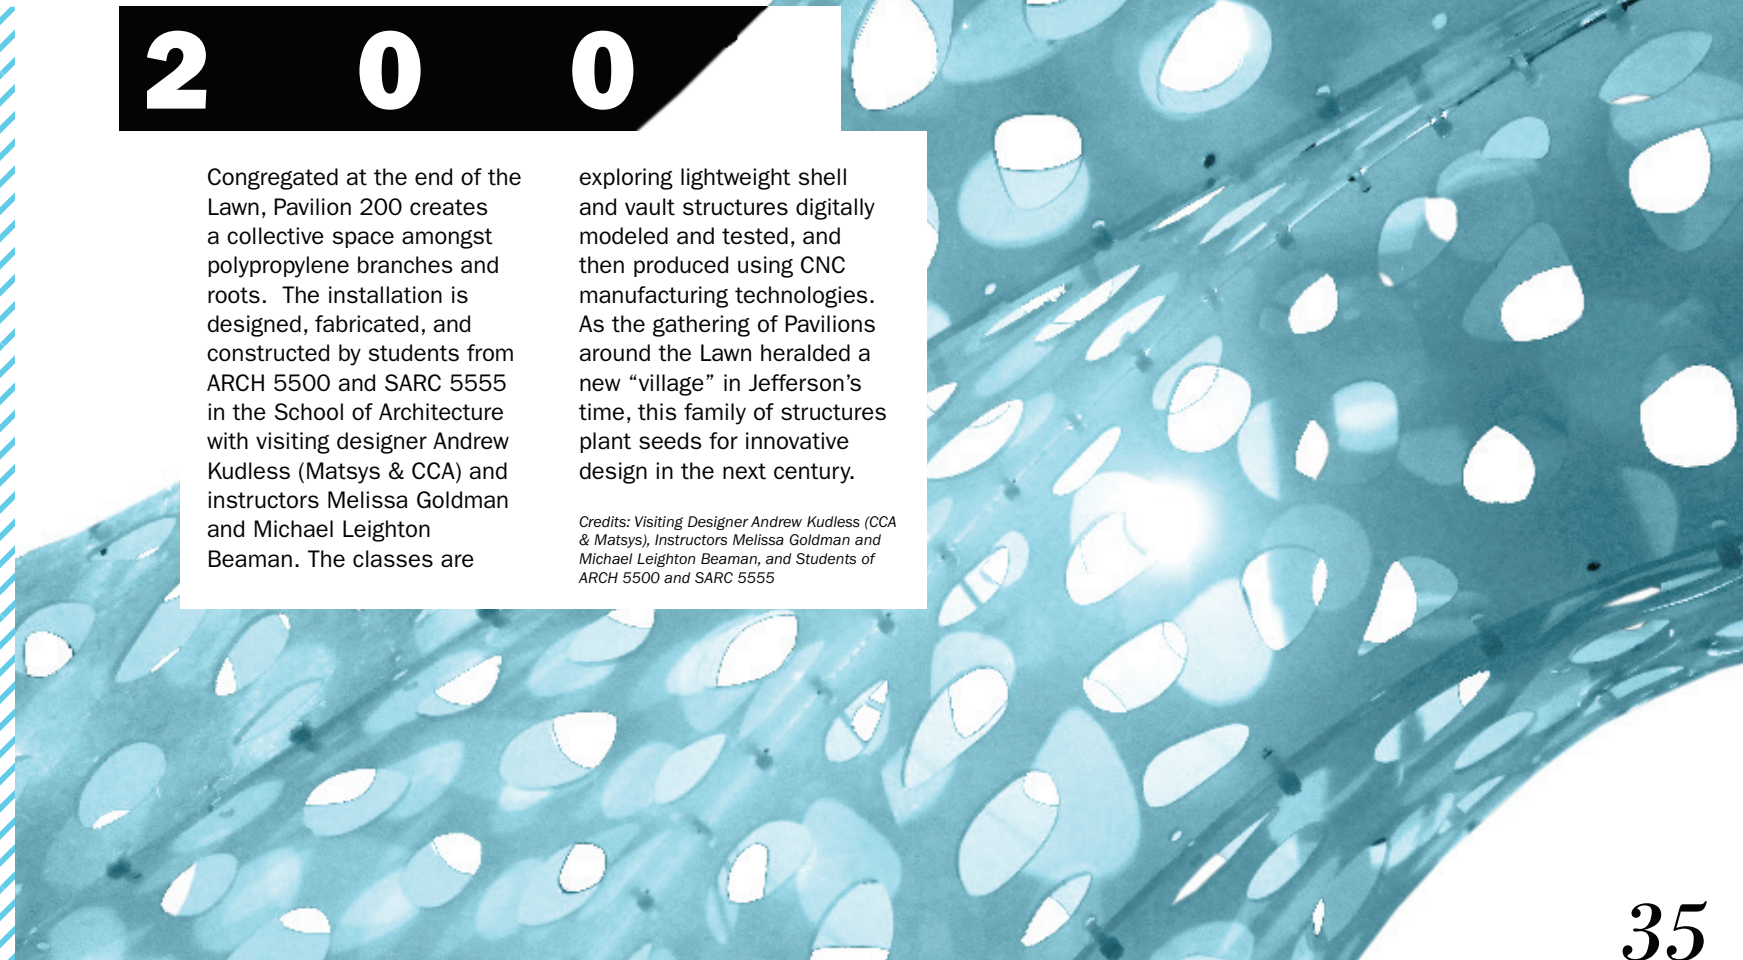 2 0 0
Congregated at the end of the
Lawn, Pavilion 200 creates
a collective space amongst
polypropylene branches and
roots.  The installation is
designed, fabricated, and
constructed by students from
ARCH 5500 and SARC 5555
in the School of Architecture
with visiting designer Andrew
Kudless (Matsys & CCA) and
instructors Melissa Goldman
and Michael Leighton
Beaman. The classes are
exploring lightweight shell
and vault structures digitally
modeled and tested, and
then produced using CNC
manufacturing technologies.
As the gathering of Pavilions
around the Lawn heralded a
new “village” in Jefferson’s
time, this family of structures
plant seeds for innovative
design in the next century.
Credits: Visiting Designer Andrew Kudless (CCA
& Matsys), Instructors Melissa Goldman and
Michael Leighton Beaman, and Students of
ARCH 5500 and SARC 5555
35